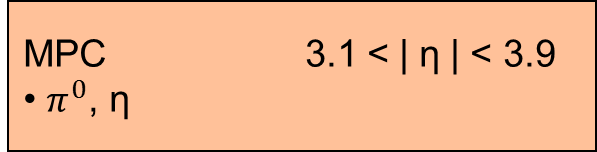 MPC 3.1 < | η | < 3.9
• π⁰, η